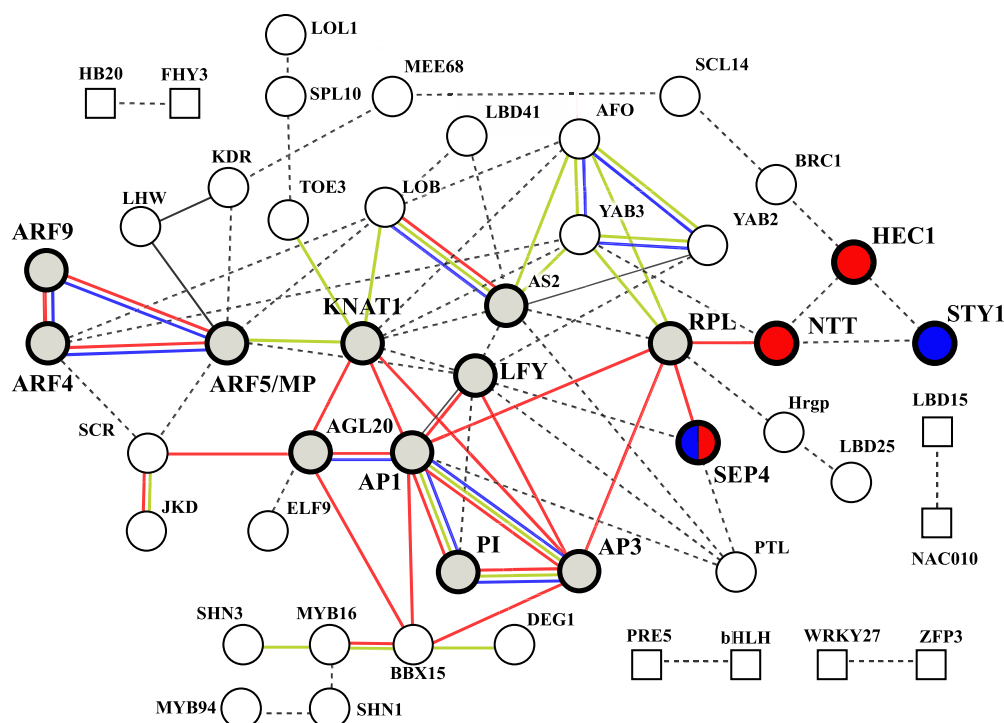 LOL1
HB20
FHY3
MEE68
SCL14
SPL10
LBD41
AFO
KDR
BRC1
LHW
TOE3
LOB
YAB3
YAB2
ARF9
HEC1
AS2
STY1
KNAT1
RPL
NTT
ARF4
ARF5/MP
LFY
Hrgp
LBD15
AGL20
SCR
LBD25
AP1
SEP4
JKD
ELF9
PI
AP3
PTL
NAC010
SHN3
MYB16
DEG1
PRE5
bHLH
WRKY27
ZFP3
BBX15
MYB94
SHN1